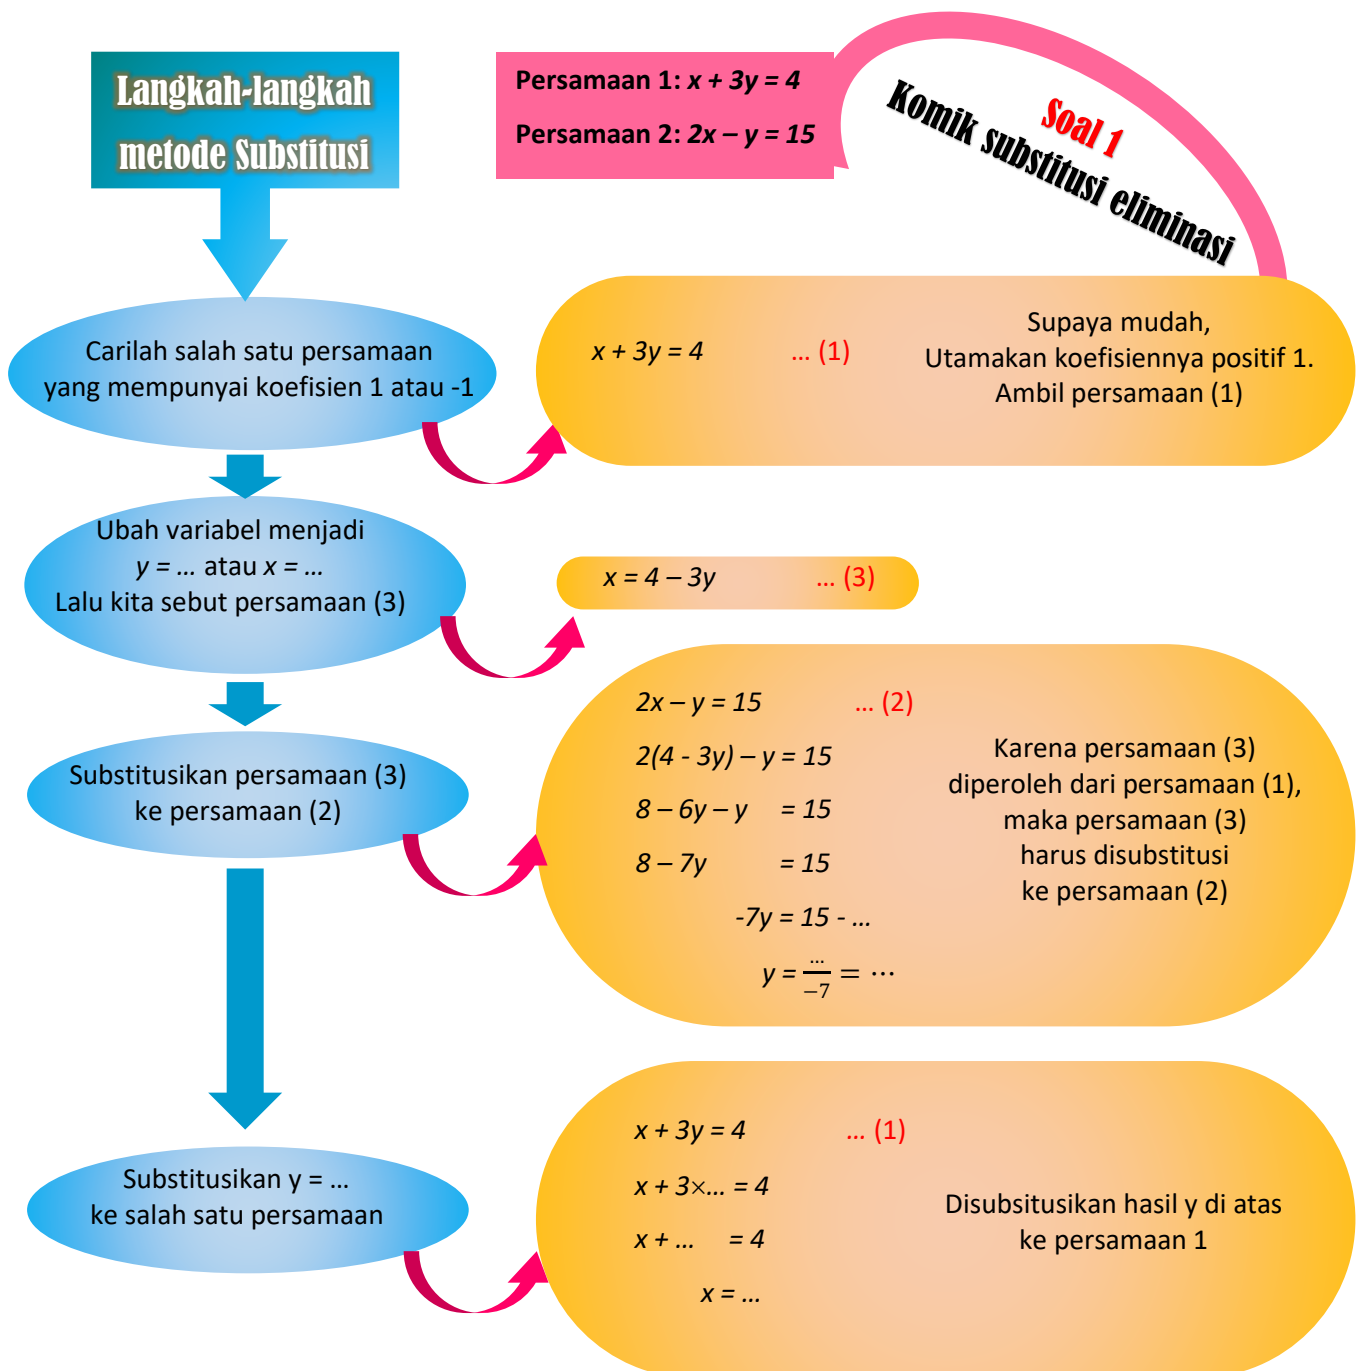 Langkah-langkah
metode Substitusi
Persamaan 1: x + 3y = 4
Persamaan 2: 2x – y = 15
Soal 1
Komik substitusi eliminasi
Carilah salah satu persamaan
yang mempunyai koefisien 1 atau -1
x + 3y = 4 ... (1)
Supaya mudah,
Utamakan koefisiennya positif 1.
Ambil persamaan (1)
Ubah variabel menjadi
y = ... atau x = ...
Lalu kita sebut persamaan (3)
x = 4 – 3y ... (3)
Substitusikan persamaan (3)
ke persamaan (2)
2x – y = 15 ... (2)
2(4 - 3y) – y = 15
8 – 6y – y = 15
8 – 7y = 15
-7y = 15 - ...
y = .../−7 = ⋯
Karena persamaan (3)
diperoleh dari persamaan (1),
maka persamaan (3)
harus disubstitusi
ke persamaan (2)
Substitusikan y = ...
ke salah satu persamaan
x + 3y = 4 ... (1)
x + 3×... = 4
x + ... = 4
x = ...
Disubsitusikan hasil y di atas
ke persamaan 1